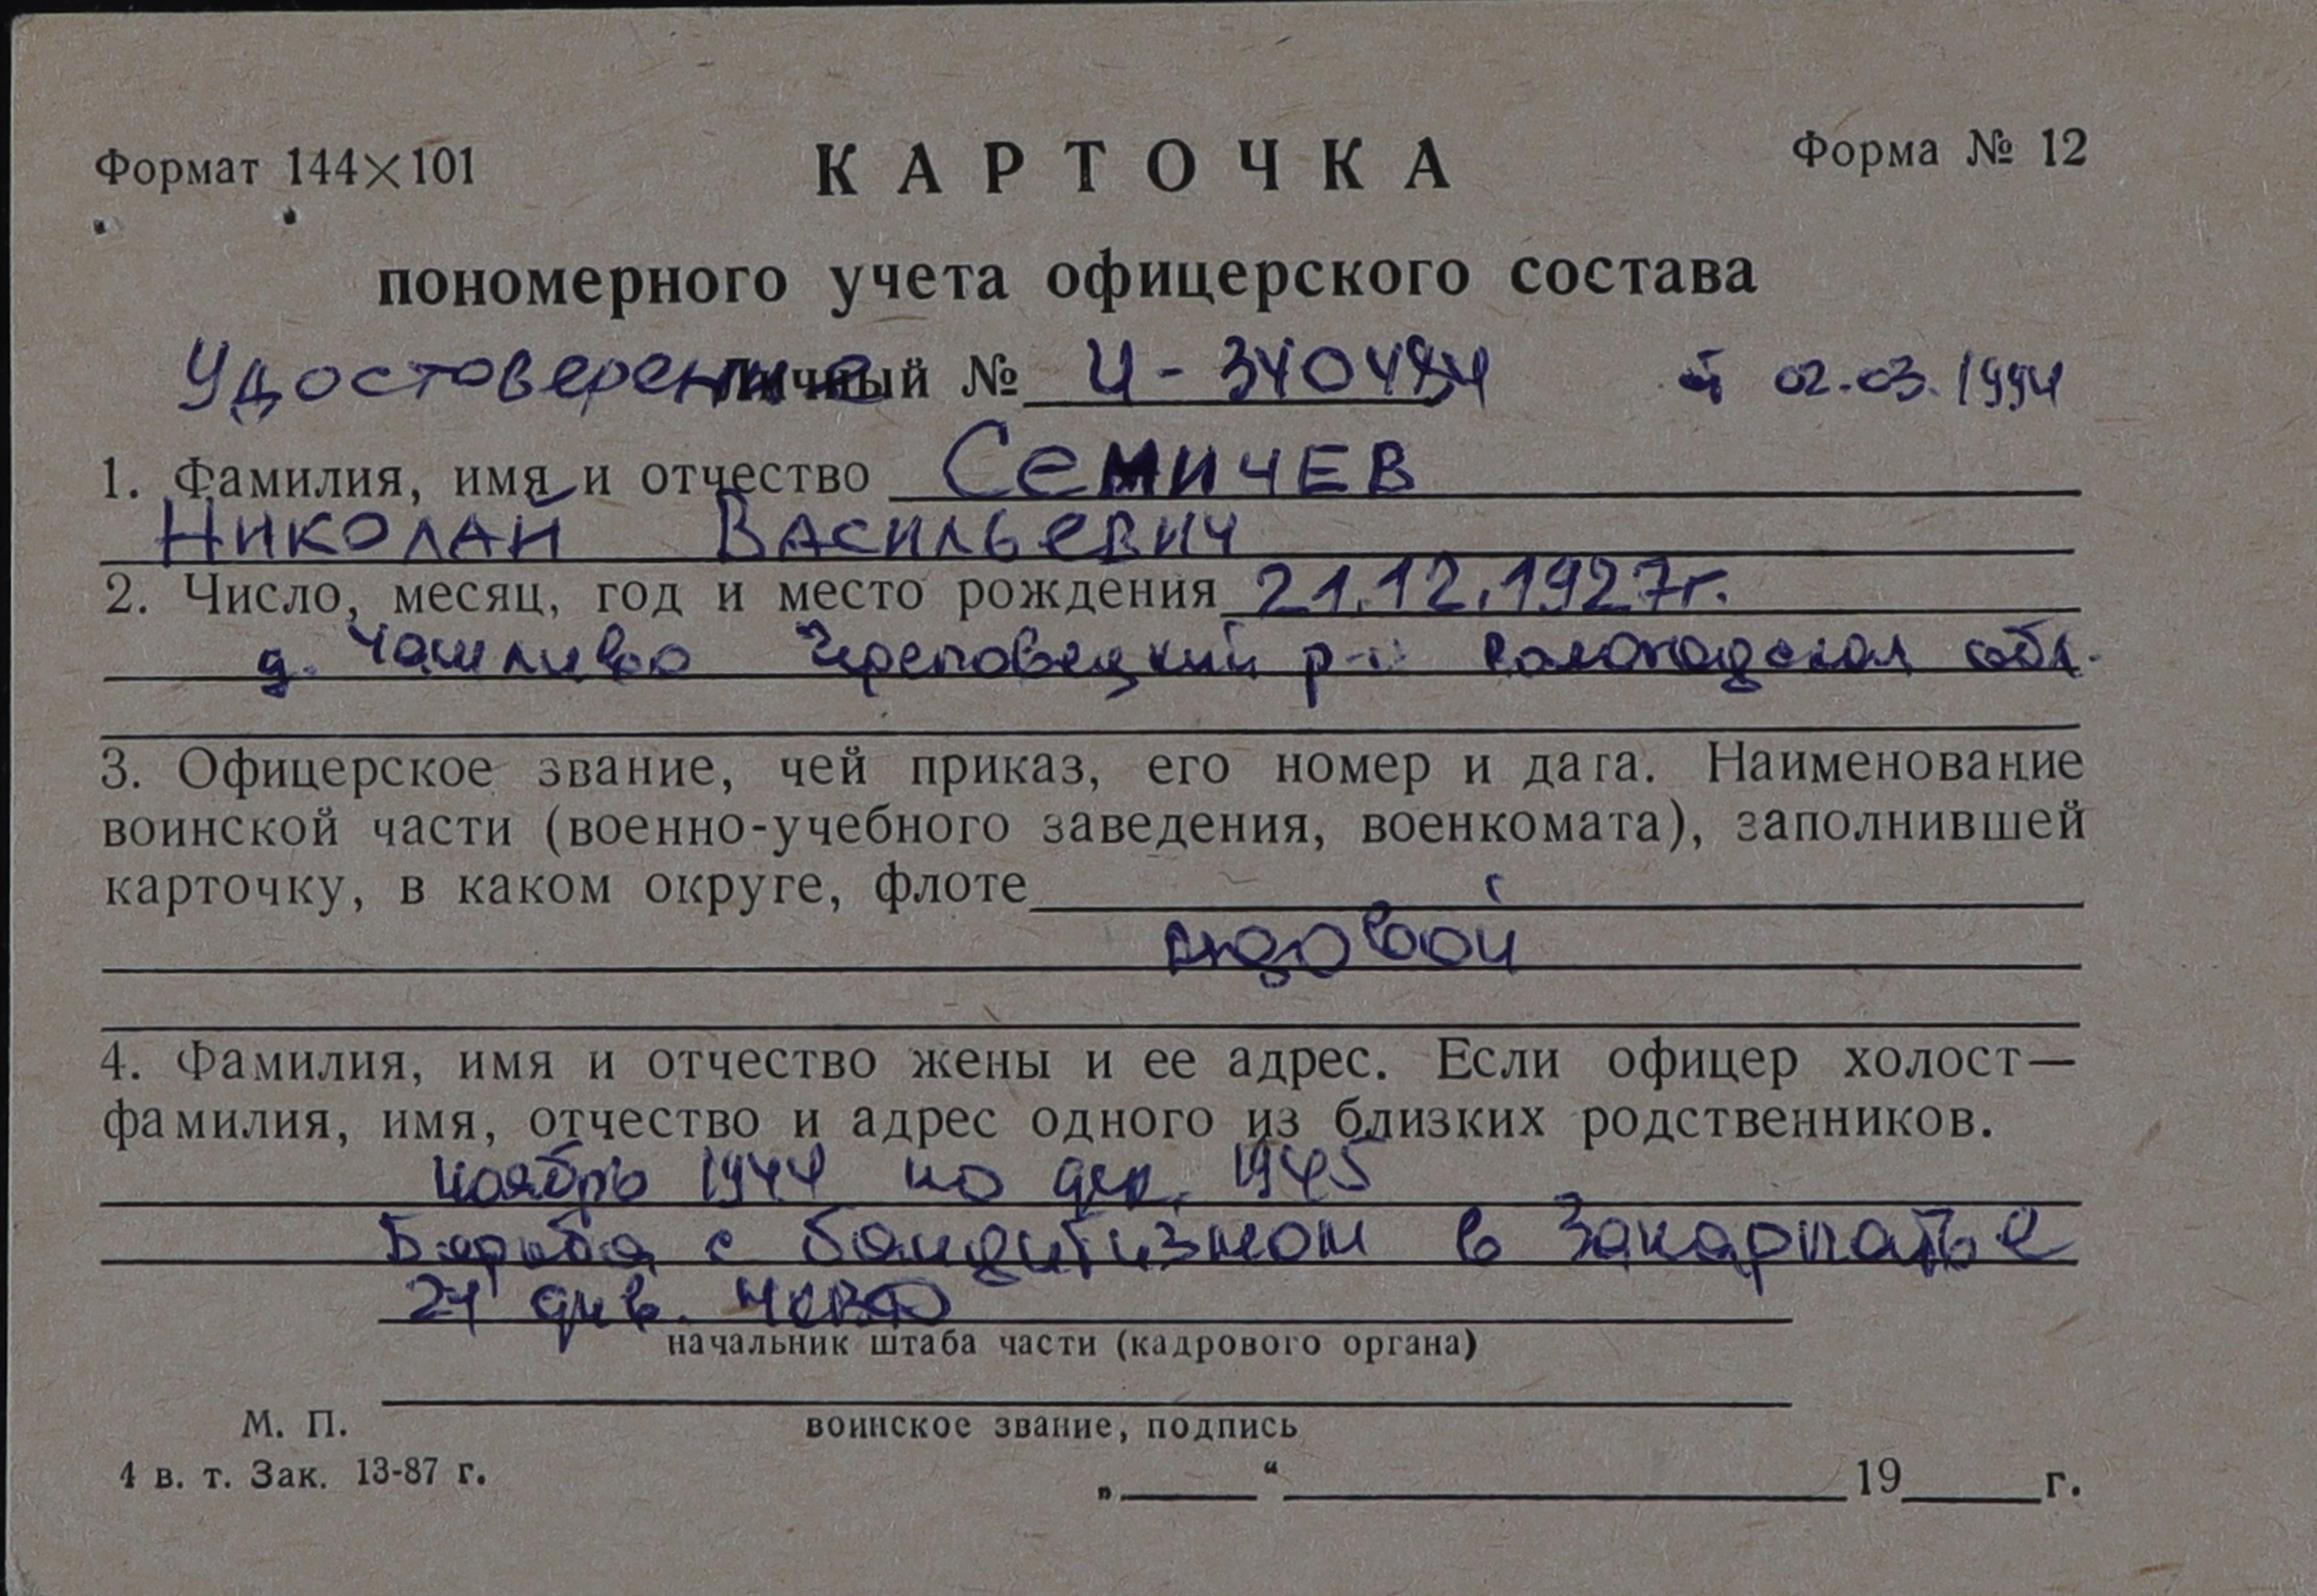 Формат 144×101
КАРТОЧКА
Форма № 12
пономерного учета офицерского состава
Удостоверение Личный № И-340494 от 02.03.1994
1. Фамилия, имя и отчество Семичев
Николай Васильевич
2. Число, месяц, год и место рождения 21.12.1927г.
д. Чашливо Череповецкий р-н Вологодская обл.
3. Офицерское звание, чей приказ, его номер и дата. Наименование
воинской части (военно-учебного заведения, военкомата), заполнившей
карточку, в каком округе, флоте
рядовой
4. Фамилия, имя и отчество жены и ее адрес. Если офицер холост—
фамилия, имя, отчество и адрес одного из близких родственников.
ноябрь 1944 по дек. 1945
Борьба с бандитизмом в Закарпатье
24 див. НКВД
начальник штаба части (кадрового органа)
воинское звание, подпись
М. П.
4 в. т. Зак. 13-87 г.
„ “ 19 г.